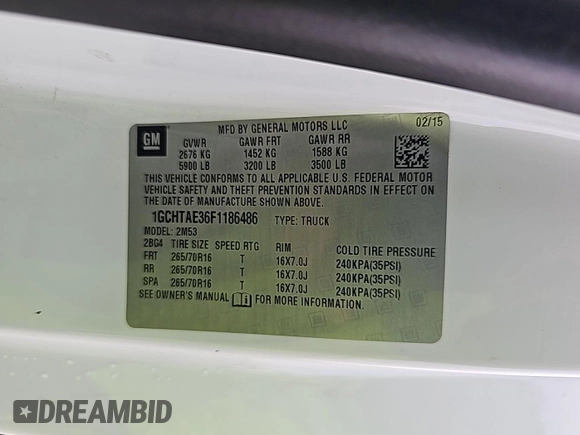 MFD BY GENERAL MOTORS LLC 02/15
GM
GVWR GAWR FRT GAWR RR
2676 KG 1452 KG 1588 KG
5900 LB 3200 LB 3500 LB
THIS VEHICLE CONFORMS TO ALL APPLICABLE U.S. FEDERAL MOTOR
VEHICLE SAFETY AND THEFT PREVENTION STANDARDS IN EFFECT ON
THE DATE OF MANUFACTURE SHOWN ABOVE.
1GCHTAE36F1186486 TYPE: TRUCK
MODEL: 2M53
2BG4 TIRE SIZE SPEED RTG RIM COLD TIRE PRESSURE
FRT 265/70R16 T 16X7.0J 240KPA(35PSI)
RR 265/70R16 T 16X7.0J 240KPA(35PSI)
SPA 265/70R16 T 16X7.0J 240KPA(35PSI)
SEE OWNER'S MANUAL FOR MORE INFORMATION.
DREAMBID